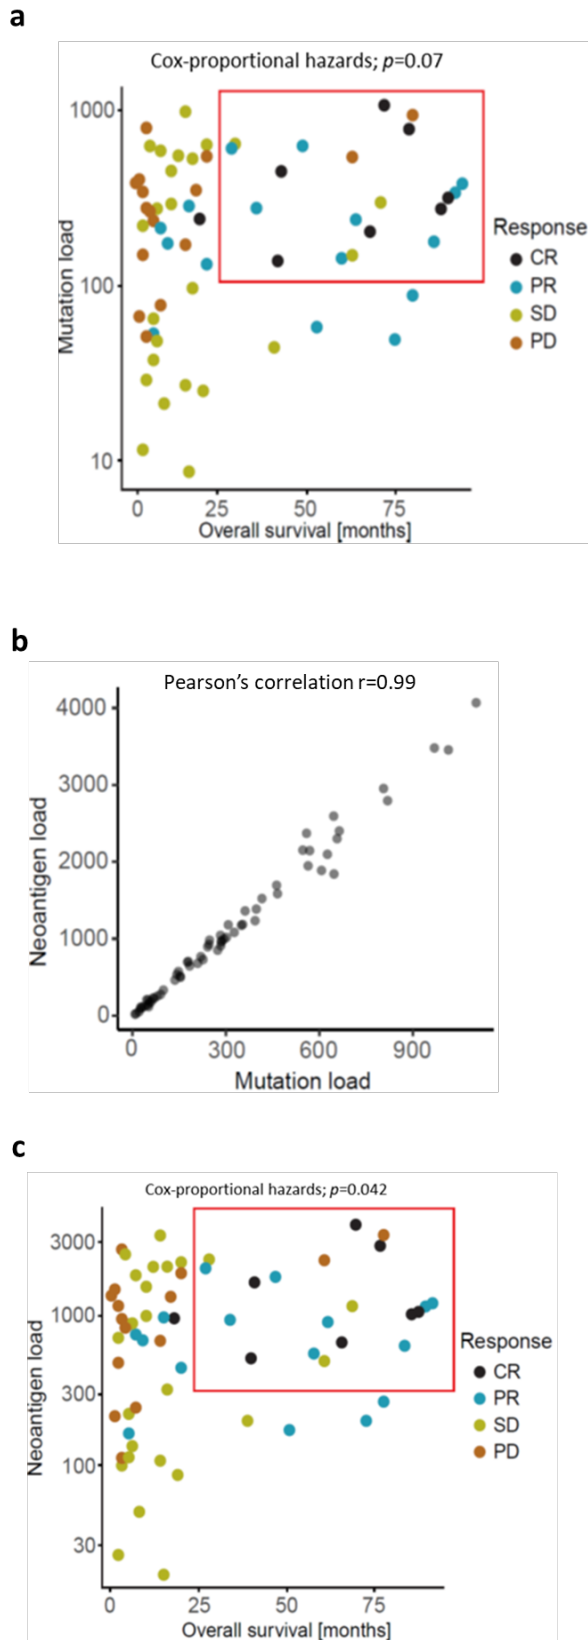 a
Cox-proportional hazards; p=0.07
1000
100
10
Mutation load
0 25 50 75
Overall survival [months]
Response
CR
PR
SD
PD
b
Pearson's correlation r=0.99
4000
3000
2000
1000
0
Neoantigen load
0 300 600 900
Mutation load
c
Cox-proportional hazards; p=0.042
3000
1000
300
100
30
Neoantigen load
0 25 50 75
Overall survival [months]
Response
CR
PR
SD
PD